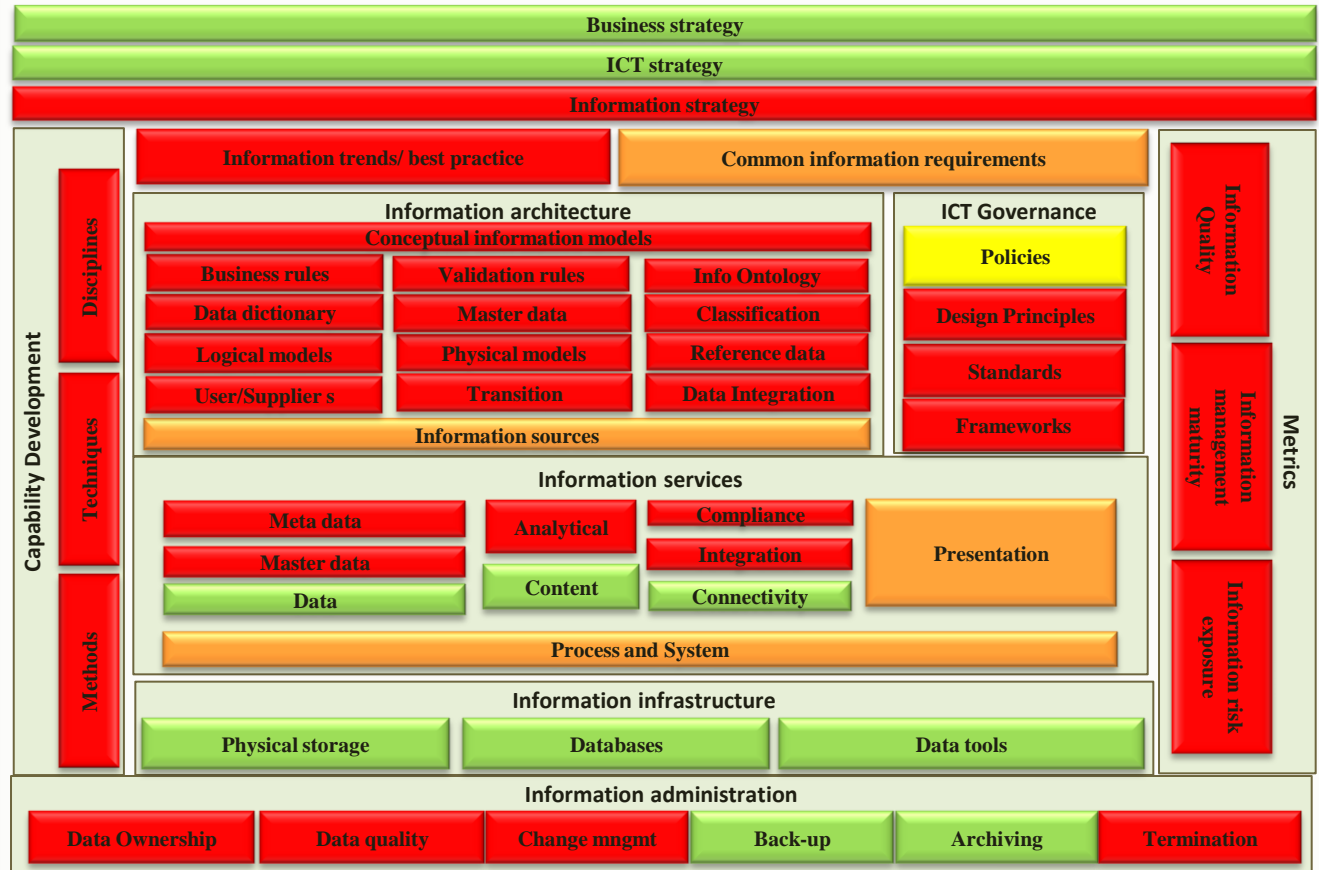 Business strategy
ICT strategy
Information strategy
Information trends/ best practice
Common information requirements
Capability Development
Disciplines
Techniques
Methods
Information architecture
Conceptual information models
Business rules
Validation rules
Info Ontology
Data dictionary
Master data
Classification
Logical models
Physical models
Reference data
User/Supplier s
Transition
Data Integration
Information sources
ICT Governance
Policies
Design Principles
Standards
Frameworks
Information services
Meta data
Master data
Data
Analytical
Content
Compliance
Integration
Connectivity
Presentation
Process and System
Information infrastructure
Physical storage
Databases
Data tools
Metrics
Information
Quality
Information
management
maturity
Information risk
exposure
Information administration
Data Ownership
Data quality
Change mngmt
Back-up
Archiving
Termination